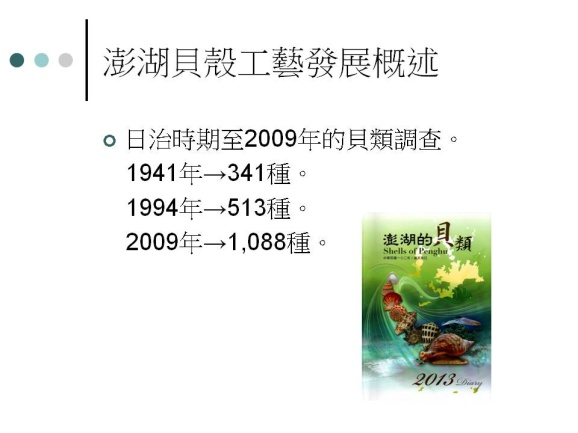 澎湖貝殼工藝發展概述
日治時期至2009年的貝類調查。
1941年→341種。
1994年→513種。
2009年→1,088種。
澎湖的貝類
Shells of Penghu
2013 Diary